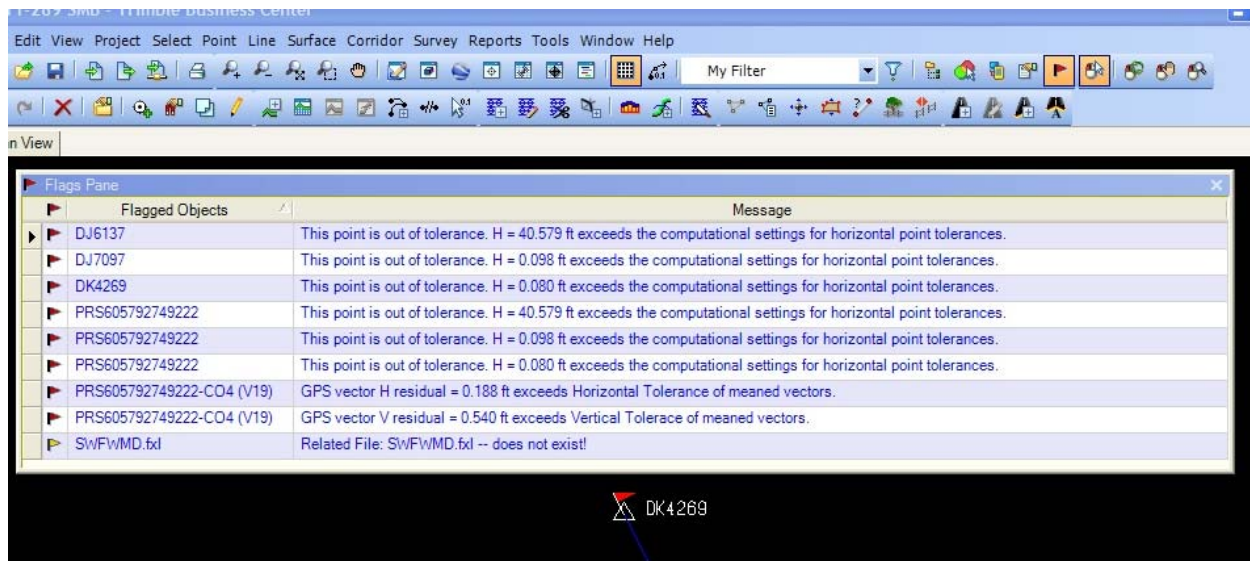 Edit View Project Select Point Line Surface Corridor Survey Reports Tools Window Help
My Filter
n View
Flags Pane
Flagged Objects Message
DJ6137 This point is out of tolerance. H = 40.579 ft exceeds the computational settings for horizontal point tolerances.
DJ7097 This point is out of tolerance. H = 0.098 ft exceeds the computational settings for horizontal point tolerances.
DK4269 This point is out of tolerance. H = 0.080 ft exceeds the computational settings for horizontal point tolerances.
PRS605792749222 This point is out of tolerance. H = 40.579 ft exceeds the computational settings for horizontal point tolerances.
PRS605792749222 This point is out of tolerance. H = 0.098 ft exceeds the computational settings for horizontal point tolerances.
PRS605792749222 This point is out of tolerance. H = 0.080 ft exceeds the computational settings for horizontal point tolerances.
PRS605792749222-CO4 (V19) GPS vector H residual = 0.188 ft exceeds Horizontal Tolerance of meaned vectors.
PRS605792749222-CO4 (V19) GPS vector V residual = 0.540 ft exceeds Vertical Tolerace of meaned vectors.
SWFWMD.fxl Related File: SWFWMD.fxl -- does not exist!
DK4269